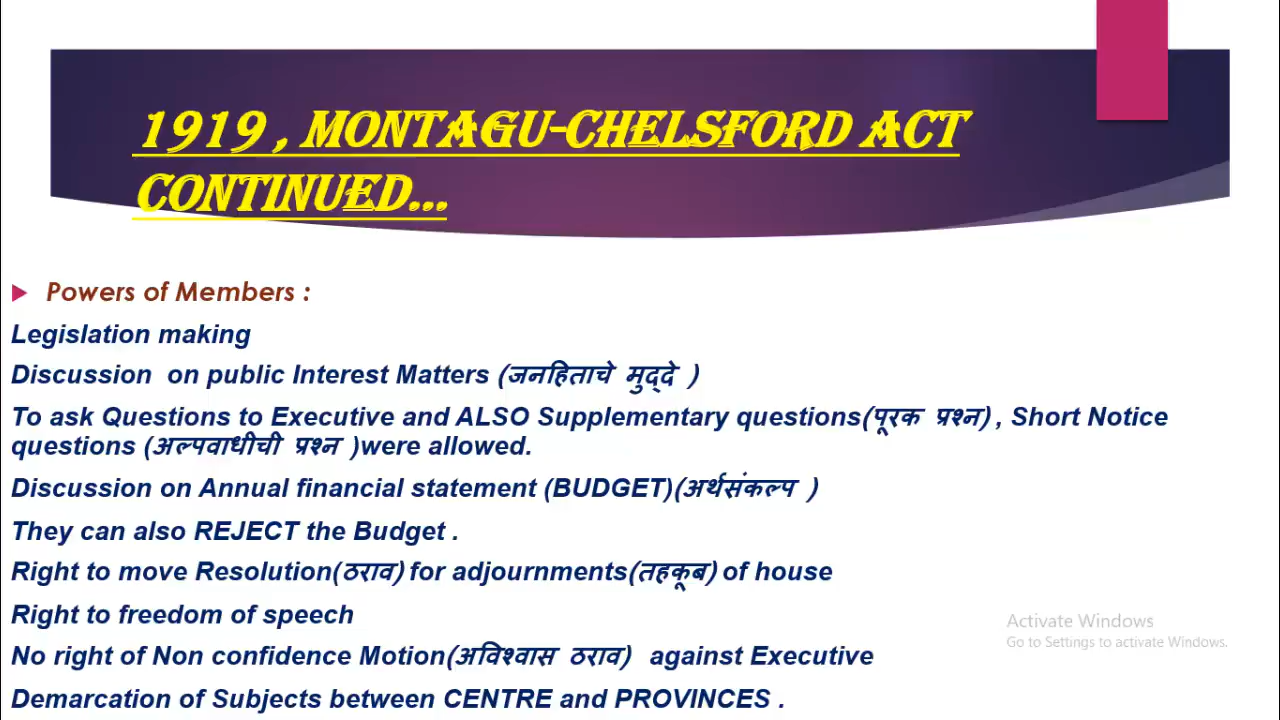 1919 , MONTAGU-CHELSFORD ACT
CONTINUED...
Powers of Members :
Legislation making
Discussion on public Interest Matters (जनहिताचे मुद्दे )
To ask Questions to Executive and ALSO Supplementary questions(पूरक प्रश्न) , Short Notice
questions (अल्पवाधीची प्रश्न )were allowed.
Discussion on Annual financial statement (BUDGET)(अर्थसंकल्प )
They can also REJECT the Budget .
Right to move Resolution(ठराव) for adjournments(तहकूब) of house
Right to freedom of speech
No right of Non confidence Motion(अविश्वास ठराव) against Executive
Demarcation of Subjects between CENTRE and PROVINCES .
Activate Windows
Go to Settings to activate Windows.